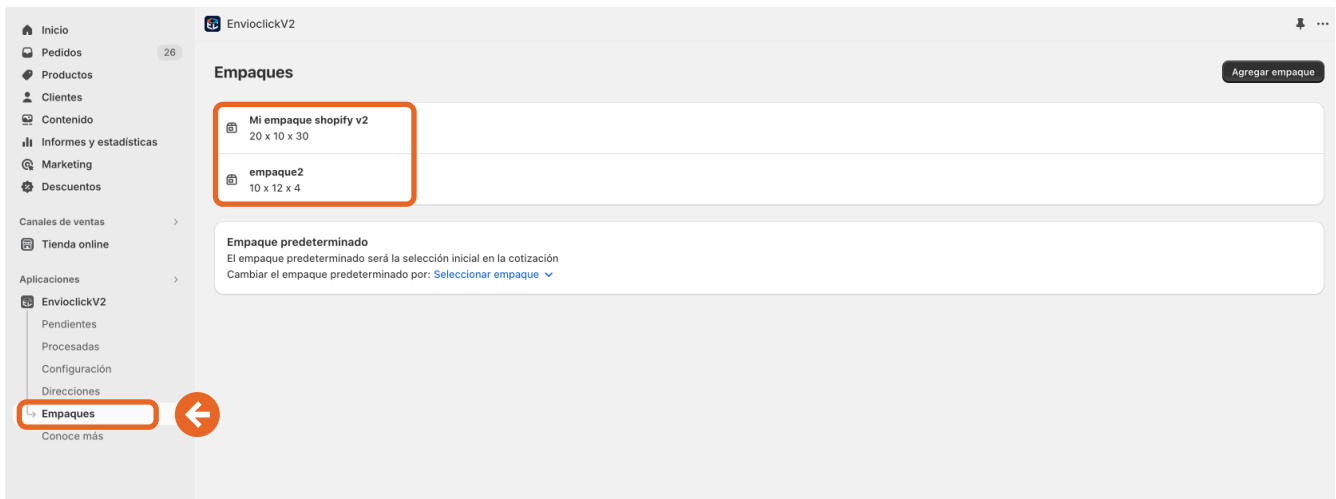 Inicio
Pedidos 26
Productos
Clientes
Contenido
Informes y estadísticas
Marketing
Descuentos
Canales de ventas
Tienda online
Aplicaciones
EnvioclickV2
Pendientes
Procesadas
Configuración
Direcciones
Empaques
Conoce más
EnvioclickV2
Empaques
Agregar empaque
Mi empaque shopify v2
20 x 10 x 30
empaque2
10 x 12 x 4
Empaque predeterminado
El empaque predeterminado será la selección inicial en la cotización
Cambiar el empaque predeterminado por: Seleccionar empaque